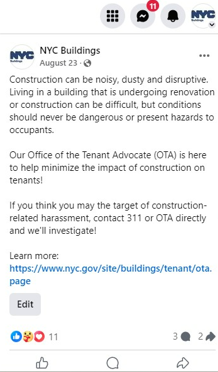 11
NYC
Buildings
NYC Buildings
August 23 ·
Construction can be noisy, dusty and disruptive.
Living in a building that is undergoing renovation
or construction can be difficult, but conditions
should never be dangerous or present hazards to
occupants.
Our Office of the Tenant Advocate (OTA) is here
to help minimize the impact of construction on
tenants!
If you think you may the target of construction-
related harassment, contact 311 or OTA directly
and we'll investigate!
Learn more:
https://www.nyc.gov/site/buildings/tenant/ota.
page
Edit
11
3
2